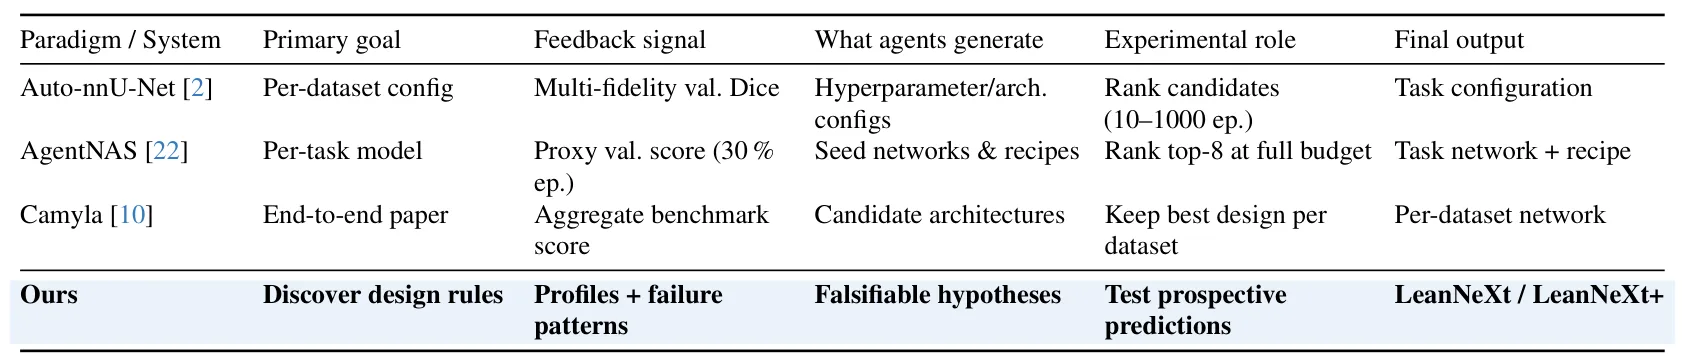 Paradigm / System Primary goal Feedback signal What agents generate Experimental role Final output
Auto-nnU-Net [2] Per-dataset config Multi-fidelity val. Dice Hyperparameter/arch. Rank candidates Task configuration
configs (10–1000 ep.)
AgentNAS [22] Per-task model Proxy val. score (30 % Seed networks & recipes Rank top-8 at full budget Task network + recipe
ep.)
Camyla [10] End-to-end paper Aggregate benchmark Candidate architectures Keep best design per Per-dataset network
score dataset
Ours Discover design rules Profiles + failure Falsifiable hypotheses Test prospective LeanNeXt / LeanNeXt+
patterns predictions